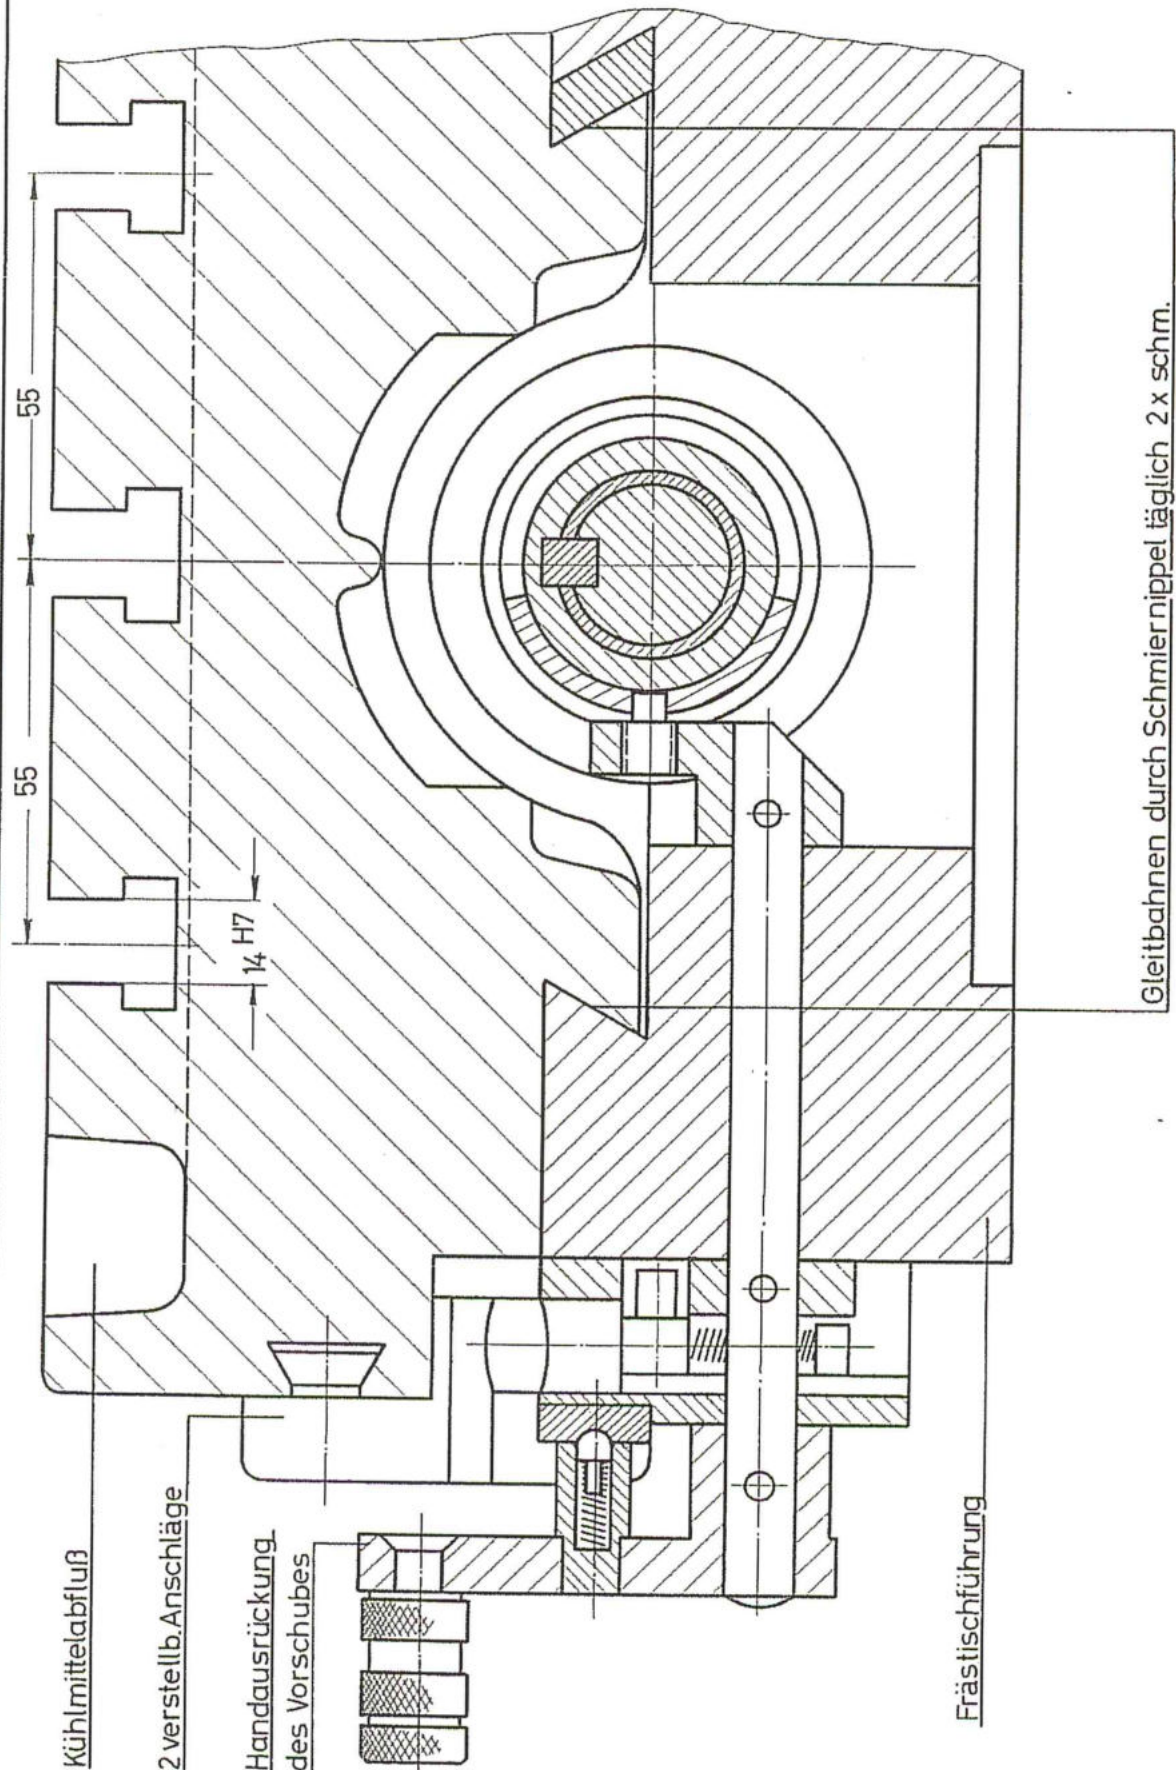 Kühlmittelabfluß
2 verstellb. Anschläge
Handausrückung
des Vorschubes
14 H7
55
55
Frästischführung
Gleitbahnen durch Schmiernippel täglich 2 x schm.